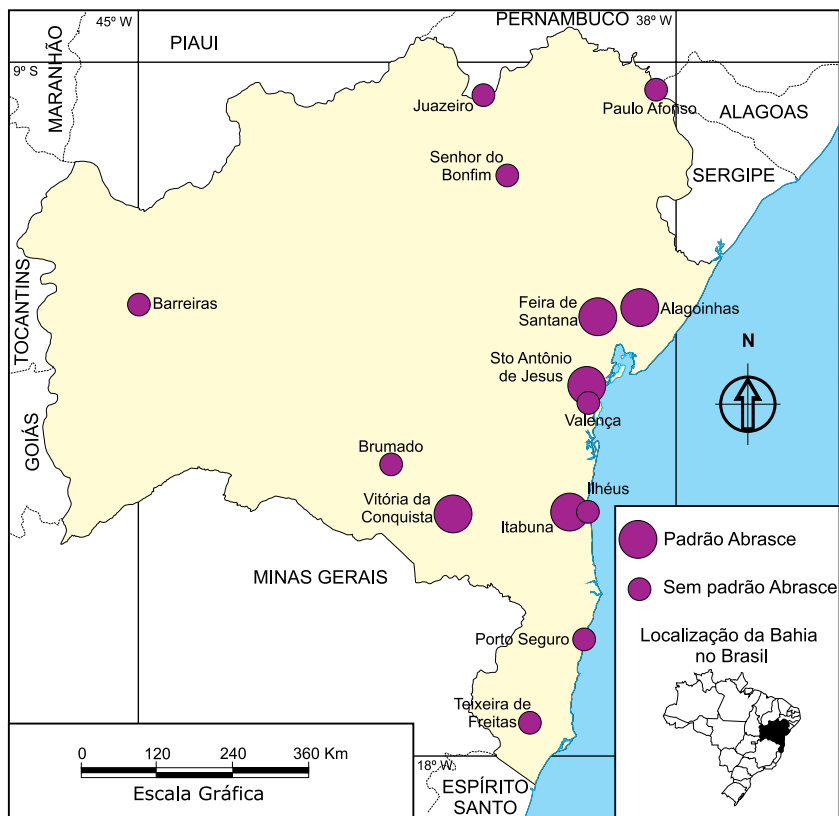 45º W
PERNAMBUCO
38º W
PIAUI
9º S
MARANHÃO
Juazeiro
Paulo Afonso
ALAGOAS
Senhor do
Bonfim
SERGIPE
TOCANTINS
Barreiras
Feira de
Santana
Alagoinhas
N
Sto Antônio
de Jesus
Valença
GOIÁS
Brumado
Vitória da
Conquista
Ilhéus
Itabuna
Padrão Abrasce
MINAS GERAIS
Sem padrão Abrasce
Porto Seguro
Localização da Bahia
no Brasil
Teixeira de
Freitas
0 120 240 360 Km
Escala Gráfica
18º W
ESPÍRITO
SANTO